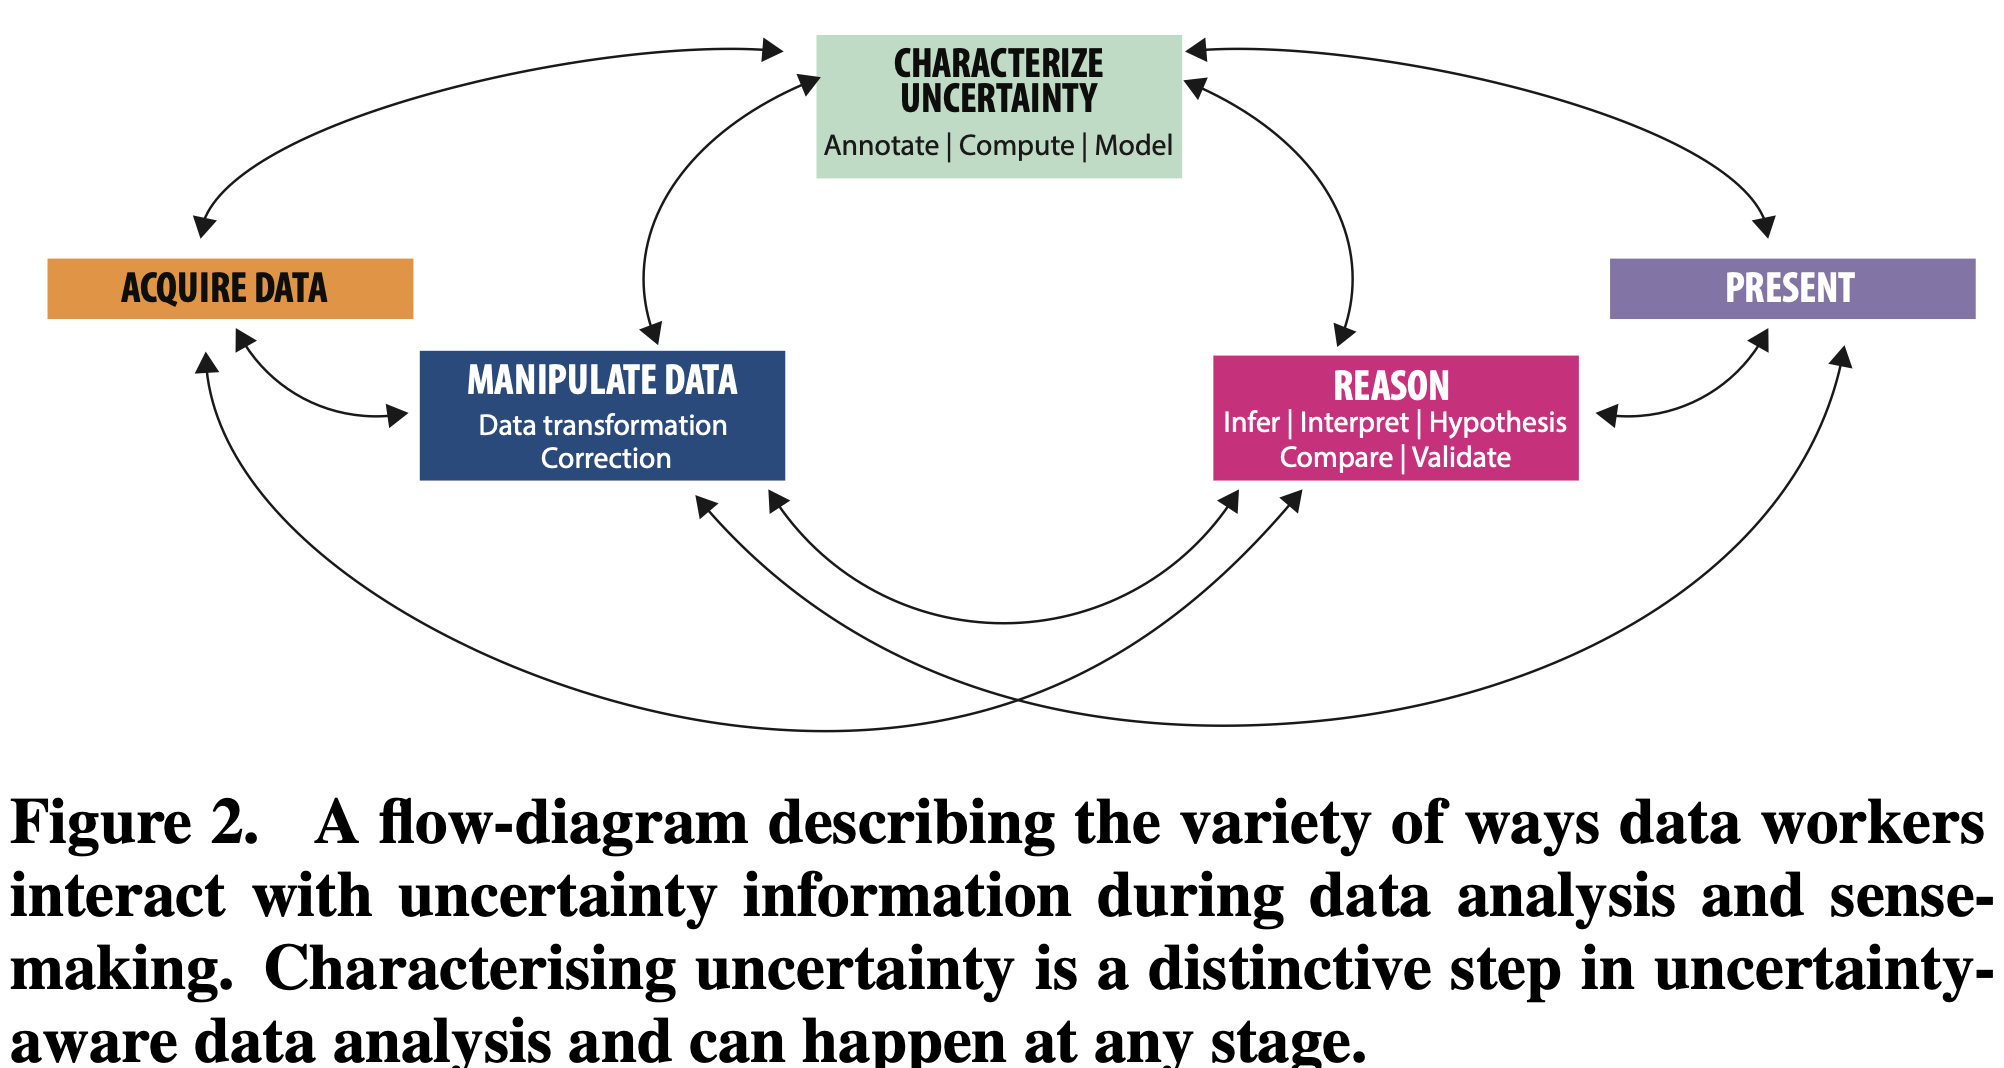 CHARACTERIZE
UNCERTAINTY
Annotate | Compute | Model
ACQUIRE DATA
PRESENT
MANIPULATE DATA
Data transformation
Correction
REASON
Infer | Interpret | Hypothesis
Compare | Validate
Figure 2. A flow-diagram describing the variety of ways data workers
interact with uncertainty information during data analysis and sense-
making. Characterising uncertainty is a distinctive step in uncertainty-
aware data analysis and can happen at any stage.